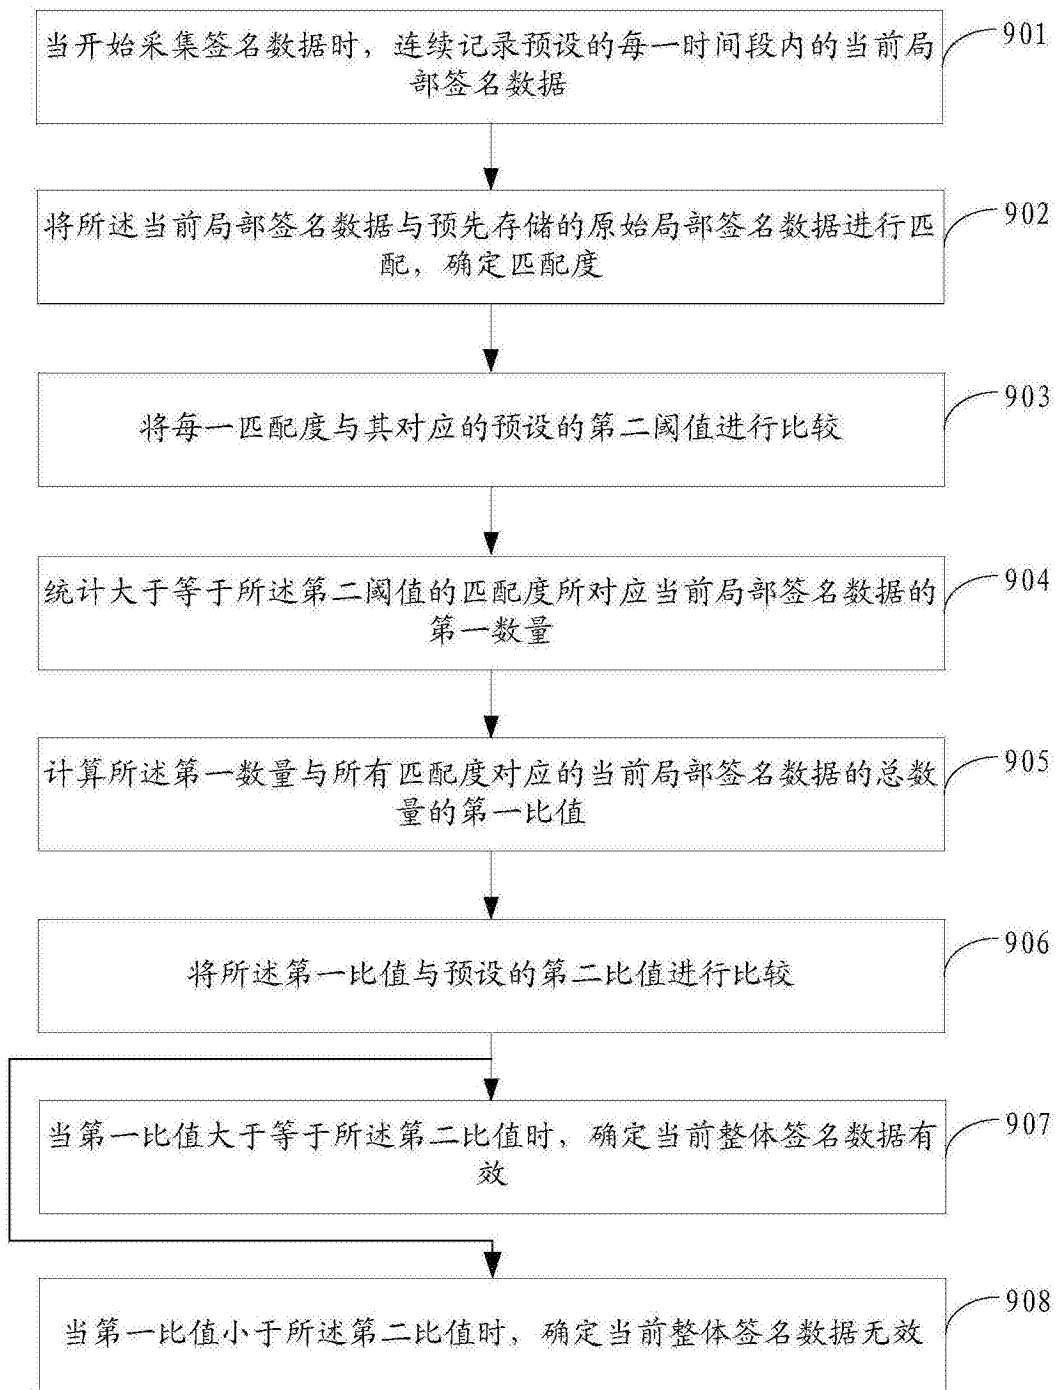 当开始采集签名数据时，连续记录预设的每一时间段内的当前局
部签名数据
901
将所述当前局部签名数据与预先存储的原始局部签名数据进行匹
配，确定匹配度
902
将每一匹配度与其对应的预设的第二阈值进行比较
903
统计大于等于所述第二阈值的匹配度所对应当前局部签名数据的
第一数量
904
计算所述第一数量与所有匹配度对应的当前局部签名数据的总数
量的第一比值
905
将所述第一比值与预设的第二比值进行比较
906
当第一比值大于等于所述第二比值时，确定当前整体签名数据有
效
907
当第一比值小于所述第二比值时，确定当前整体签名数据无效
908